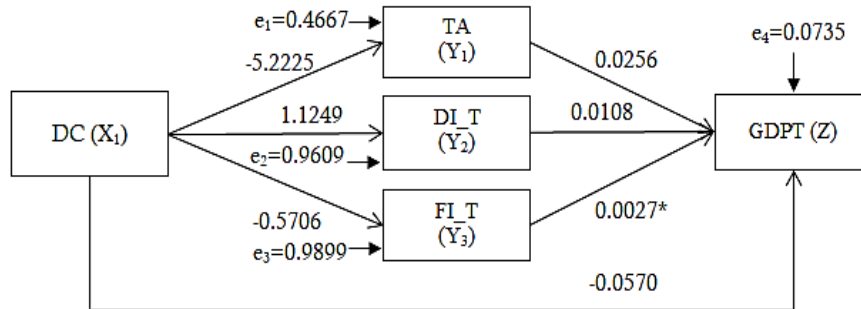 e₁=0.4667
TA
(Y₁)
e₄=0.0735
-5.2225
0.0256
DC (X₁)
1.1249
DI_T
(Y₂)
0.0108
GDPT (Z)
e₂=0.9609
-0.5706
FI_T
(Y₃)
0.0027*
e₃=0.9899
-0.0570